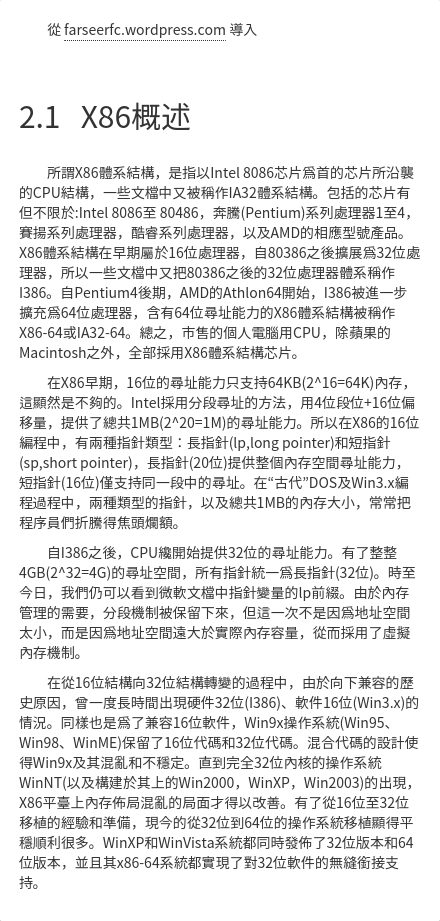 從 farseerfc.wordpress.com 導入
2.1 X86概述
所謂X86體系結構，是指以Intel 8086芯片爲首的芯片所沿襲
的CPU結構，一些文檔中又被稱作IA32體系結構。包括的芯片有
但不限於:Intel 8086至 80486，奔騰(Pentium)系列處理器1至4，
賽揚系列處理器，酷睿系列處理器，以及AMD的相應型號產品。
X86體系結構在早期屬於16位處理器，自80386之後擴展爲32位處
理器，所以一些文檔中又把80386之後的32位處理器體系稱作
I386。自Pentium4後期，AMD的Athlon64開始，I386被進一步
擴充爲64位處理器，含有64位尋址能力的X86體系結構被稱作
X86-64或IA32-64。總之，市售的個人電腦用CPU，除蘋果的
Macintosh之外，全部採用X86體系結構芯片。
在X86早期，16位的尋址能力只支持64KB(2^16=64K)內存，
這顯然是不夠的。Intel採用分段尋址的方法，用4位段位+16位偏
移量，提供了總共1MB(2^20=1M)的尋址能力。所以在X86的16位
編程中，有兩種指針類型：長指針(lp,long pointer)和短指針
(sp,short pointer)，長指針(20位)提供整個內存空間尋址能力，
短指針(16位)僅支持同一段中的尋址。在“古代”DOS及Win3.x編
程過程中，兩種類型的指針，以及總共1MB的內存大小，常常把
程序員們折騰得焦頭爛額。
自I386之後，CPU纔開始提供32位的尋址能力。有了整整
4GB(2^32=4G)的尋址空間，所有指針統一爲長指針(32位)。時至
今日，我們仍可以看到微軟文檔中指針變量的lp前綴。由於內存
管理的需要，分段機制被保留下來，但這一次不是因爲地址空間
太小，而是因爲地址空間遠大於實際內存容量，從而採用了虛擬
內存機制。
在從16位結構向32位結構轉變的過程中，由於向下兼容的歷
史原因，曾一度長時間出現硬件32位(I386)、軟件16位(Win3.x)的
情況。同樣也是爲了兼容16位軟件，Win9x操作系統(Win95、
Win98、WinME)保留了16位代碼和32位代碼。混合代碼的設計使
得Win9x及其混亂和不穩定。直到完全32位內核的操作系統
WinNT(以及構建於其上的Win2000，WinXP，Win2003)的出現，
X86平臺上內存佈局混亂的局面才得以改善。有了從16位至32位
移植的經驗和準備，現今的從32位到64位的操作系統移植顯得平
穩順利很多。WinXP和WinVista系統都同時發佈了32位版本和64
位版本，並且其x86-64系統都實現了對32位軟件的無縫銜接支
持。